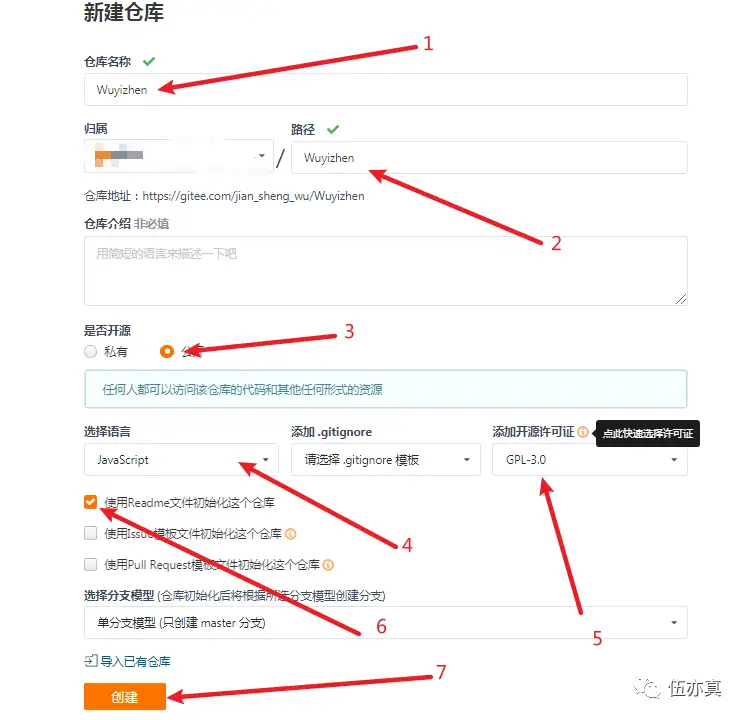 新建仓库
仓库名称
1
Wuyizhen
归属
路径
/
Wuyizhen
2
仓库地址：https://gitee.com/jian_sheng_wu/Wuyizhen
仓库介绍 非必填
用简短的语言来描述一下吧
是否开源
3
私有
任何人都可以访问该仓库的代码和其他任何形式的资源
选择语言
添加 .gitignore
添加开源许可证
点此快速选择许可证
JavaScript
请选择 .gitignore 模板
GPL-3.0
使用Readme文件初始化这个仓库
使用Issue模板文件初始化这个仓库
4
使用Pull Request模板文件初始化这个仓库
选择分支模型 (仓库初始化后将根据所选分支模型创建分支)
单分支模型 (只创建 master 分支)
6
5
导入已有仓库
7
创建
伍亦真